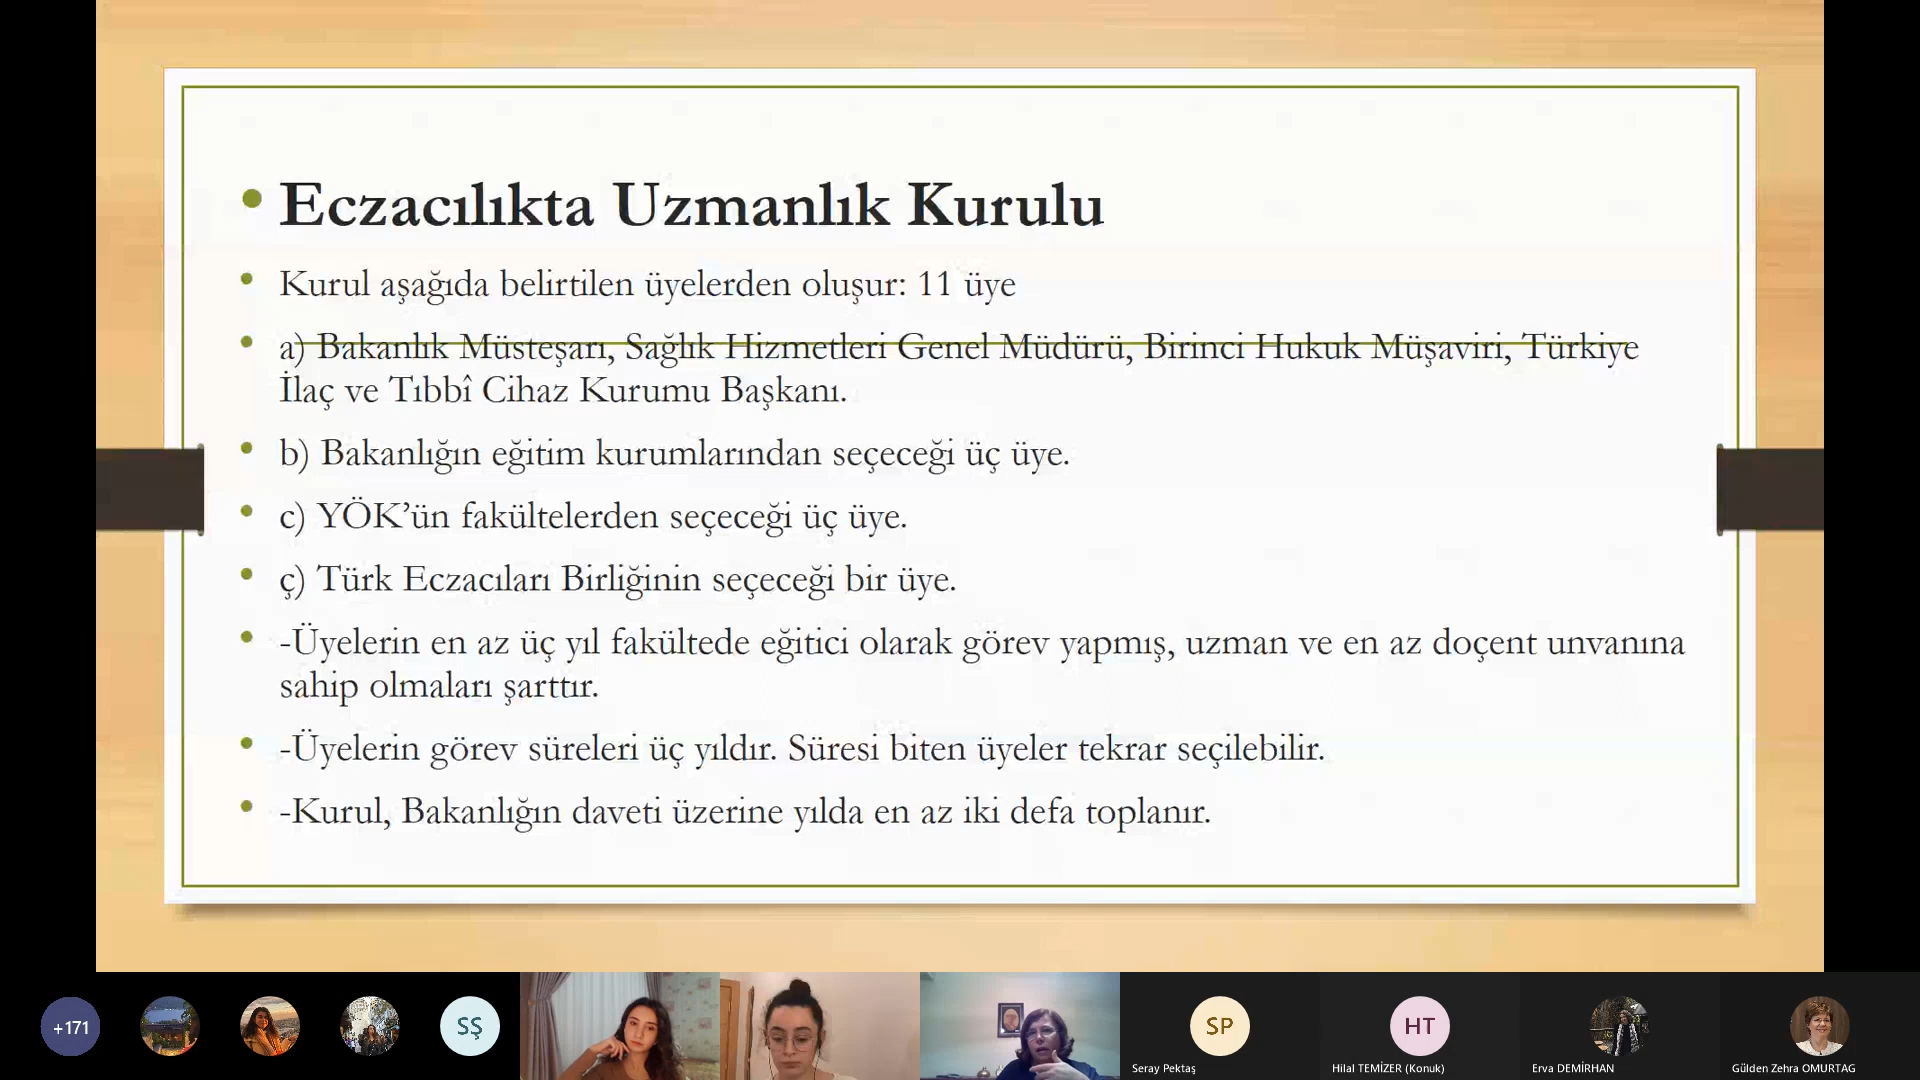 Eczacılıkta Uzmanlık Kurulu
Kurul aşağıda belirtilen üyelerden oluşur: 11 üye
a) Bakanlık Müsteşarı, Sağlık Hizmetleri Genel Müdürü, Birinci Hukuk Müşaviri, Türkiye
İlaç ve Tıbbî Cihaz Kurumu Başkanı.
b) Bakanlığın eğitim kurumlarından seçeceği üç üye.
c) YÖK’ün fakültelerden seçeceği üç üye.
ç) Türk Eczacıları Birliğinin seçeceği bir üye.
-Üyelerin en az üç yıl fakültede eğitici olarak görev yapmış, uzman ve en az doçent unvanına
sahip olmaları şarttır.
-Üyelerin görev süreleri üç yıldır. Süresi biten üyeler tekrar seçilebilir.
-Kurul, Bakanlığın daveti üzerine yılda en az iki defa toplanır.
+171
SŞ
SP
HT
Seray Pektaş
Hilal TEMİZER (Konuk)
Erva DEMİRHAN
Gülden Zehra OMURTAG